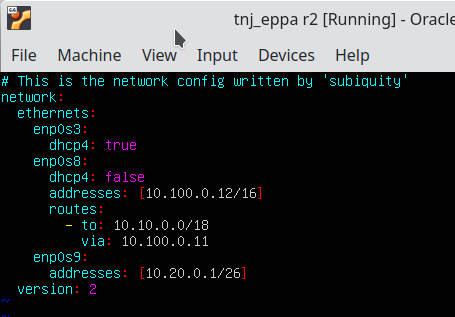 tnj_eppa r2 [Running] - Oracle
File Machine View Input Devices Help
# This is the network config written by 'subiquity'
network:
  ethernets:
    enp0s3:
      dhcp4: true
    enp0s8:
      dhcp4: false
      addresses: [10.100.0.12/16]
      routes:
        - to: 10.10.0.0/18
          via: 10.100.0.11
    enp0s9:
      addresses: [10.20.0.1/26]
  version: 2
~
~